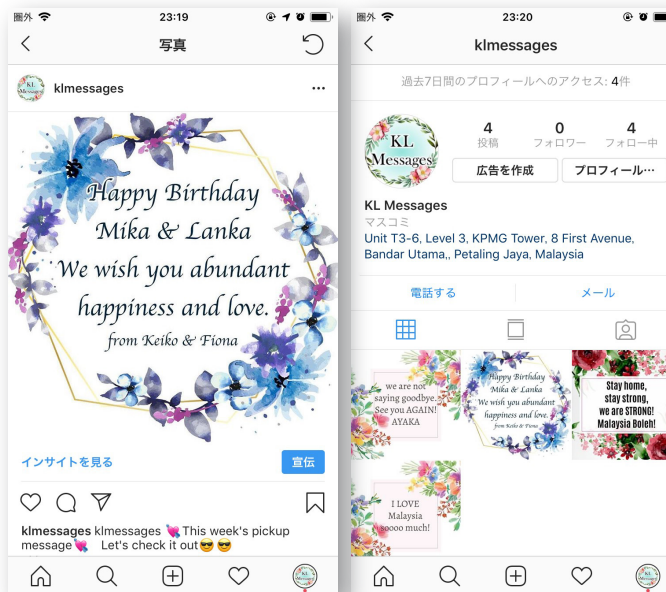 圏外 23:19
写真
KL
Messages
klmessages
Happy Birthday
Mika & Lanka
We wish you abundant
happiness and love.
from Keiko & Fiona
インサイトを見る 宣伝
klmessages klmessages 💘This week's pickup
message💘 Let's check it out😎😎
圏外 23:20
klmessages
過去7日間のプロフィールへのアクセス: 4件
KL
Messages
4 0 4
投稿 フォロワー フォロー中
広告を作成 プロフィール…
KL Messages
マスコミ
Unit T3-6, Level 3, KPMG Tower, 8 First Avenue,
Bandar Utama,, Petaling Jaya, Malaysia
電話する メール
we are not
saying goodbye.
See you AGAIN!
AYAKA
Happy Birthday
Mika & Lanka
We wish you abundant
happiness and love.
from Keiko & Fiona
Stay home,
stay strong,
we are STRONG!
Malaysia Boleh!
I LOVE
Malaysia
soooo much!